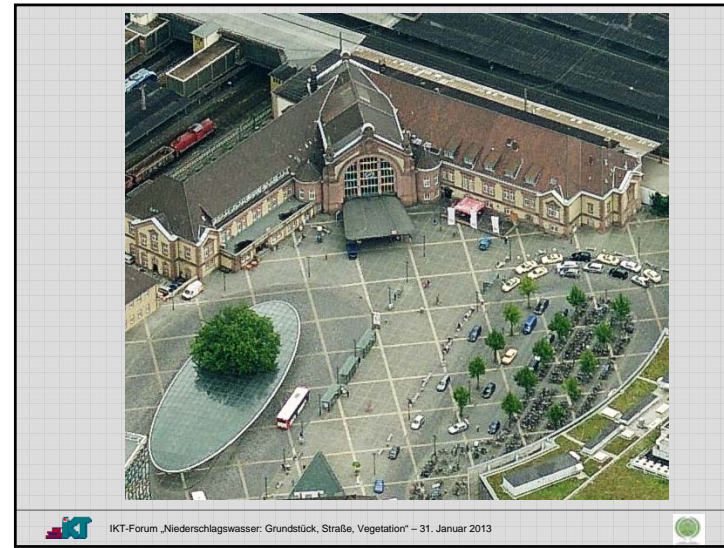 IKT
IKT-Forum „Niederschlagswasser: Grundstück, Straße, Vegetation“ – 31. Januar 2013